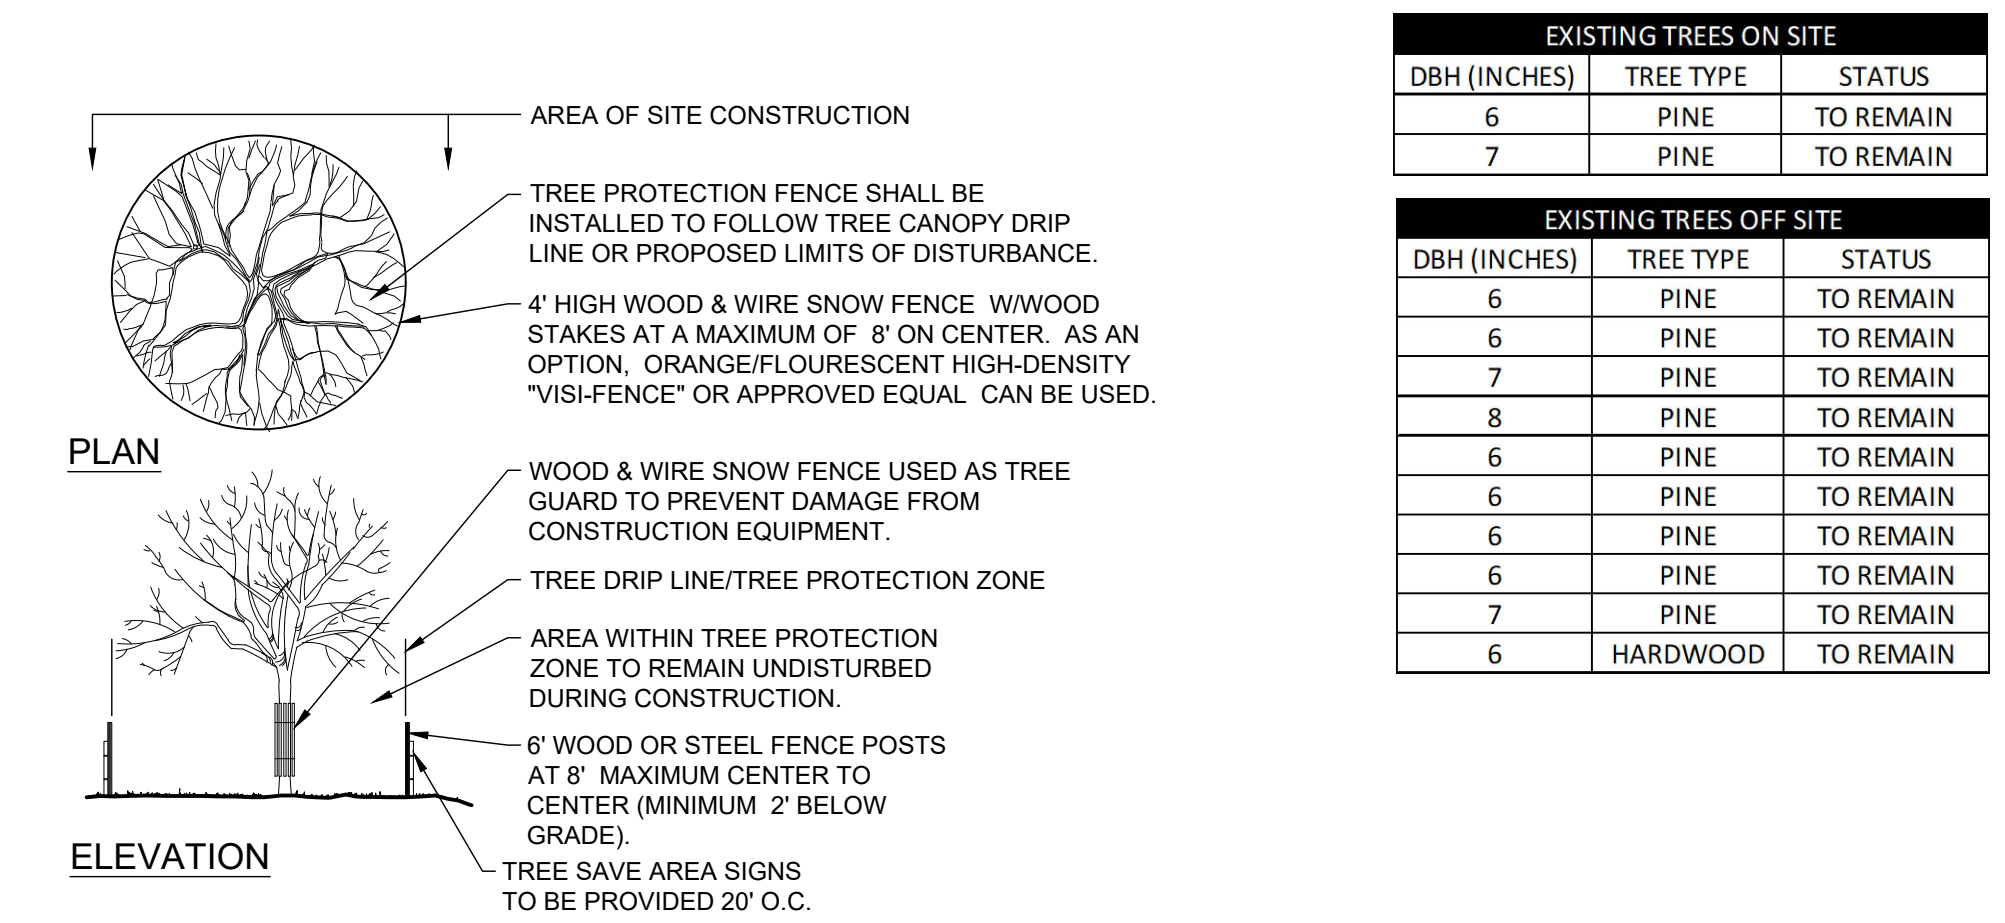 AREA OF SITE CONSTRUCTION
TREE PROTECTION FENCE SHALL BE
INSTALLED TO FOLLOW TREE CANOPY DRIP
LINE OR PROPOSED LIMITS OF DISTURBANCE.
4' HIGH WOOD & WIRE SNOW FENCE W/WOOD
STAKES AT A MAXIMUM OF 8' ON CENTER. AS AN
OPTION, ORANGE/FLOURESCENT HIGH-DENSITY
"VISI-FENCE" OR APPROVED EQUAL CAN BE USED.
PLAN
WOOD & WIRE SNOW FENCE USED AS TREE
GUARD TO PREVENT DAMAGE FROM
CONSTRUCTION EQUIPMENT.
TREE DRIP LINE/TREE PROTECTION ZONE
AREA WITHIN TREE PROTECTION
ZONE TO REMAIN UNDISTURBED
DURING CONSTRUCTION.
6' WOOD OR STEEL FENCE POSTS
AT 8' MAXIMUM CENTER TO
CENTER (MINIMUM 2' BELOW
GRADE).
ELEVATION
TREE SAVE AREA SIGNS
TO BE PROVIDED 20' O.C.
EXISTING TREES ON SITE
DBH (INCHES) TREE TYPE STATUS
6 PINE TO REMAIN
7 PINE TO REMAIN
EXISTING TREES OFF SITE
DBH (INCHES) TREE TYPE STATUS
6 PINE TO REMAIN
6 PINE TO REMAIN
7 PINE TO REMAIN
8 PINE TO REMAIN
6 PINE TO REMAIN
6 PINE TO REMAIN
6 PINE TO REMAIN
6 PINE TO REMAIN
7 PINE TO REMAIN
6 HARDWOOD TO REMAIN